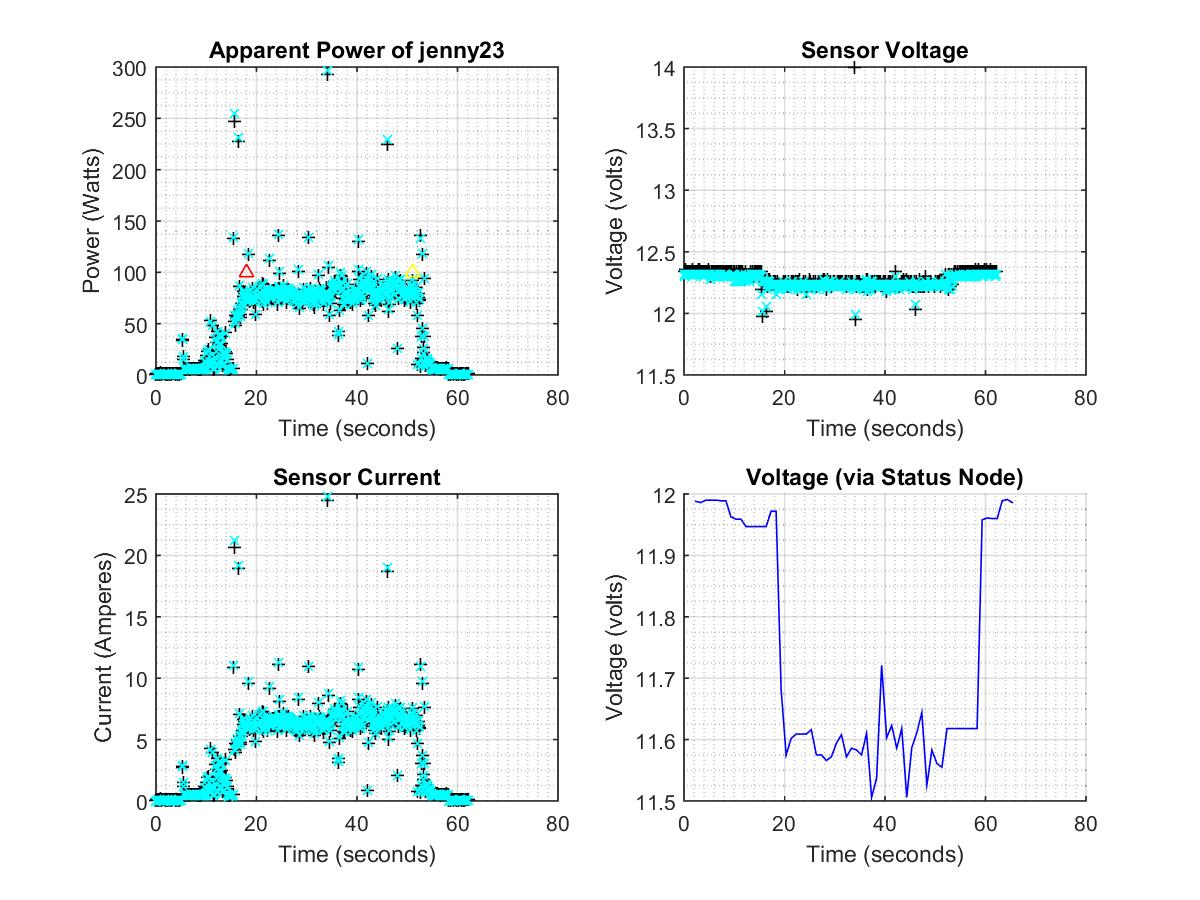 Apparent Power of jenny23
300
250
200
150
100
50
0
Power (Watts)
0 20 40 60 80
Time (seconds)
Sensor Voltage
14
13.5
13
12.5
12
11.5
Voltage (volts)
0 20 40 60 80
Time (seconds)
Sensor Current
25
20
15
10
5
0
Current (Amperes)
0 20 40 60 80
Time (seconds)
Voltage (via Status Node)
12
11.9
11.8
11.7
11.6
11.5
Voltage (volts)
0 20 40 60 80
Time (seconds)